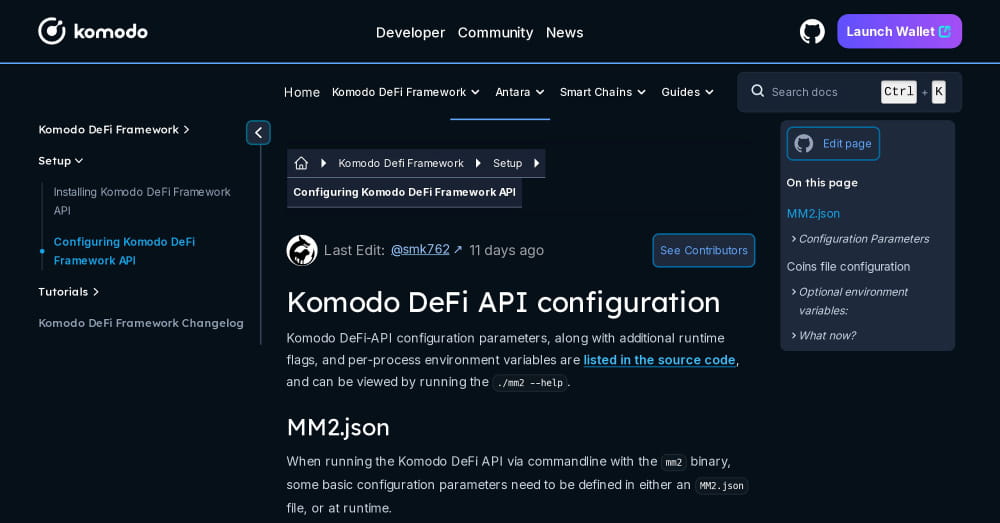 komodo
Developer Community News
Launch Wallet
Home Komodo DeFi Framework Antara Smart Chains Guides
Search docs Ctrl + K
Komodo DeFi Framework
Setup
Installing Komodo DeFi Framework
API
Configuring Komodo DeFi
Framework API
Tutorials
Komodo DeFi Framework Changelog
Komodo Defi Framework Setup
Configuring Komodo DeFi Framework API
Last Edit: @smk762 ↗ 11 days ago
See Contributors
Komodo DeFi API configuration
Komodo DeFi-API configuration parameters, along with additional runtime
flags, and per-process environment variables are listed in the source code,
and can be viewed by running the ./mm2 --help.
MM2.json
When running the Komodo DeFi API via commandline with the mm2 binary,
some basic configuration parameters need to be defined in either an MM2.json
file, or at runtime.
Edit page
On this page
MM2.json
Configuration Parameters
Coins file configuration
Optional environment
variables:
What now?